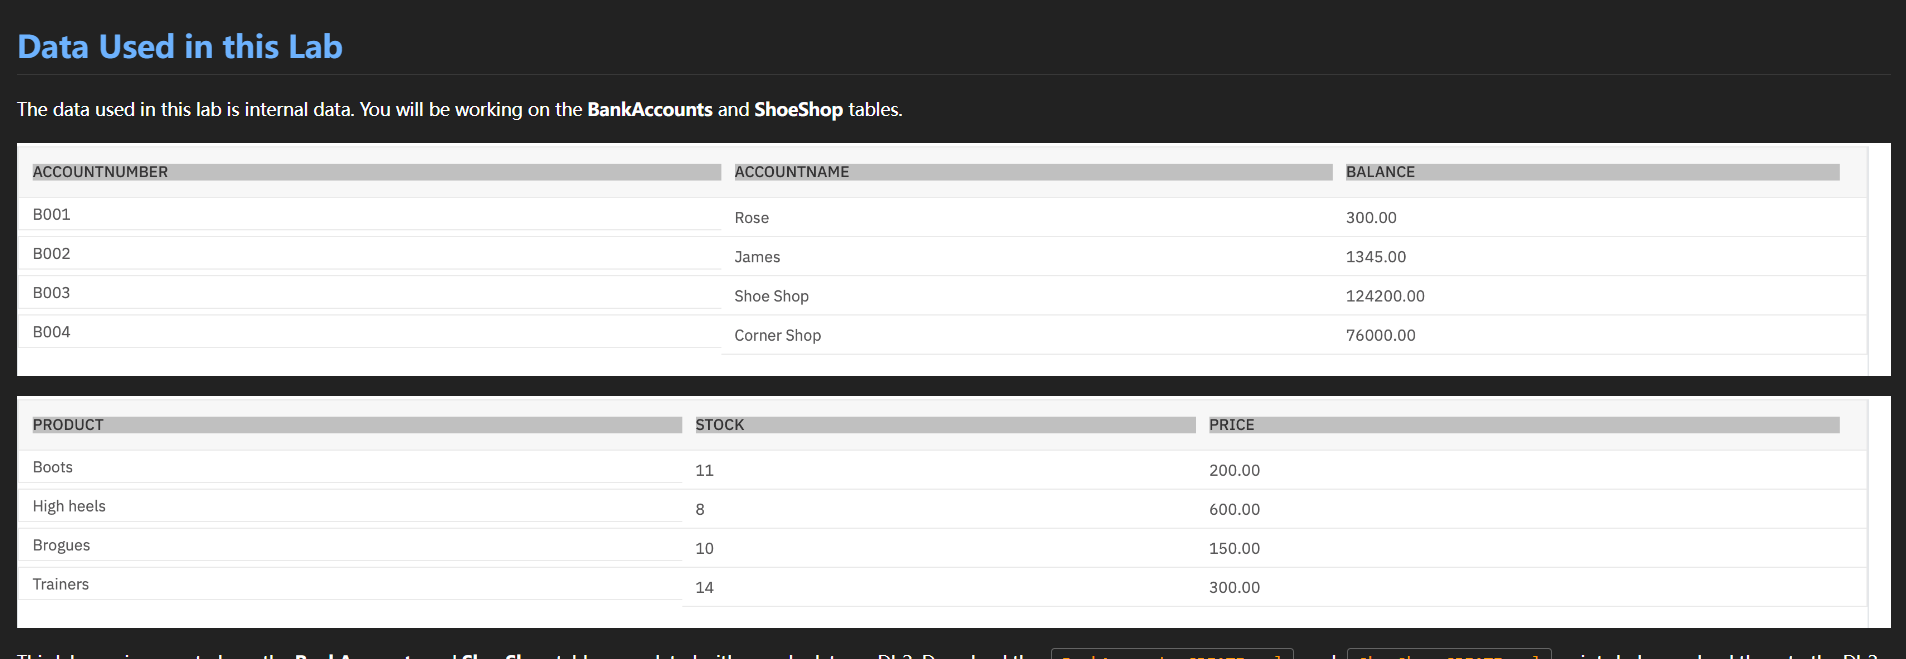 Data Used in this Lab
The data used in this lab is internal data. You will be working on the BankAccounts and ShoeShop tables.
ACCOUNTNUMBER ACCOUNTNAME BALANCE
B001 Rose 300.00
B002 James 1345.00
B003 Shoe Shop 124200.00
B004 Corner Shop 76000.00
PRODUCT STOCK PRICE
Boots 11 200.00
High heels 8 600.00
Brogues 10 150.00
Trainers 14 300.00